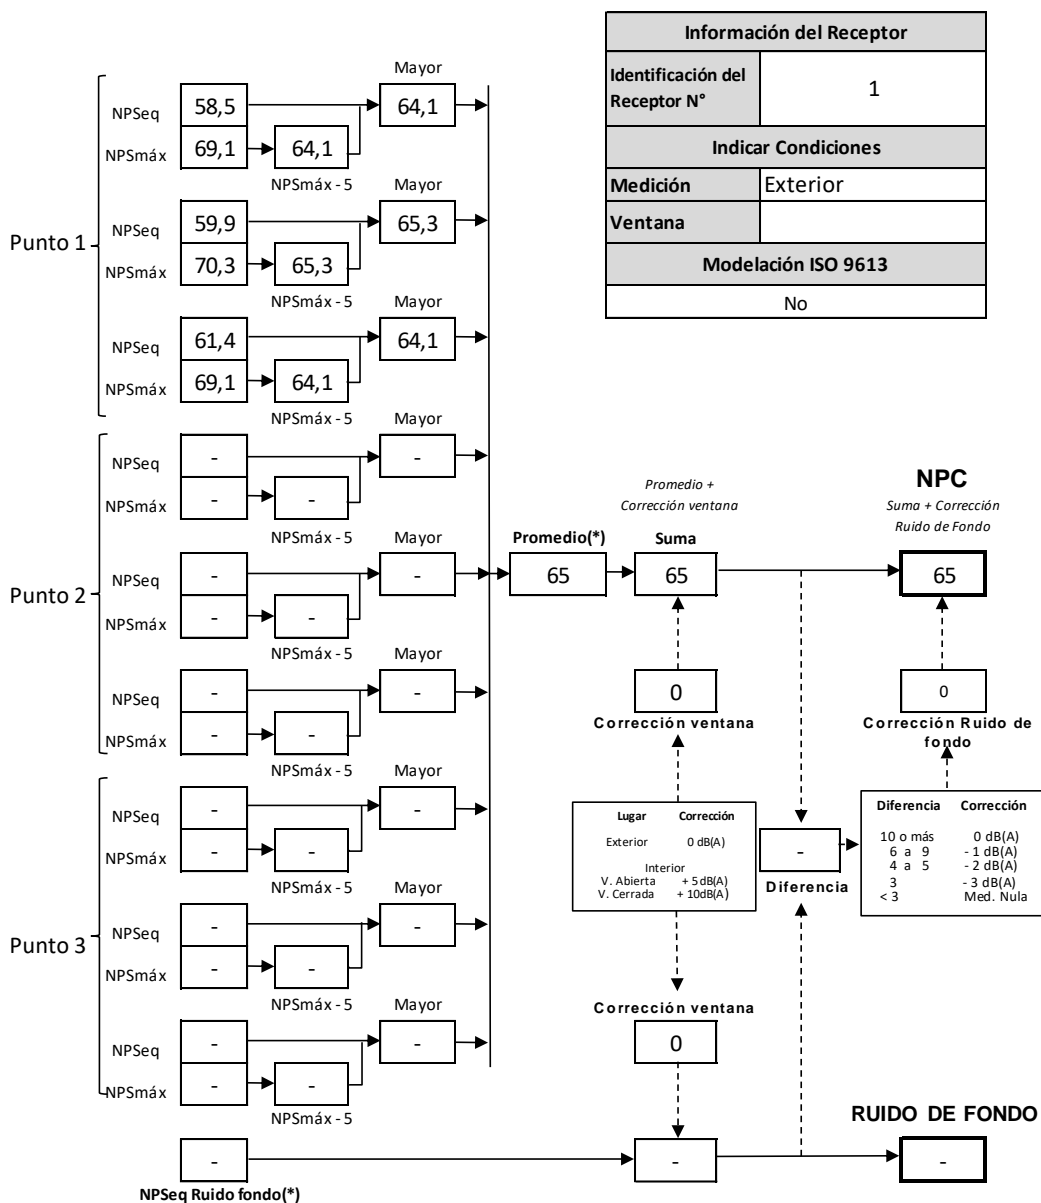 Información del Receptor
Identificación del
Receptor N°
1
Indicar Condiciones
Medición
Exterior
Ventana
Modelación ISO 9613
No
Punto 1
Mayor
NPSeq
58,5
64,1
NPSmáx
69,1
64,1
NPSmáx - 5
Mayor
NPSeq
59,9
65,3
NPSmáx
70,3
65,3
NPSmáx - 5
Mayor
NPSeq
61,4
64,1
NPSmáx
69,1
64,1
NPSmáx - 5
Punto 2
Mayor
NPSeq
-
-
NPSmáx
-
-
NPSmáx - 5
Mayor
NPSeq
-
-
NPSmáx
-
-
NPSmáx - 5
Mayor
NPSeq
-
-
NPSmáx
-
-
NPSmáx - 5
Punto 3
Mayor
NPSeq
-
-
NPSmáx
-
-
NPSmáx - 5
Mayor
NPSeq
-
-
NPSmáx
-
-
NPSmáx - 5
Mayor
NPSeq
-
-
NPSmáx
-
-
NPSmáx - 5
-
NPSeq Ruido fondo(*)
Promedio(*)
65
Promedio +
Corrección ventana
Suma
65
0
Corrección ventana
Lugar Corrección
Exterior 0 dB(A)
Interior
V. Abierta + 5 dB(A)
V. Cerrada + 10dB(A)
Corrección ventana
0
-
-
Diferencia
NPC
Suma + Corrección
Ruido de Fondo
65
0
Corrección Ruido de
fondo
Diferencia Corrección
10 o más 0 dB(A)
6 a 9 - 1 dB(A)
4 a 5 - 2 dB(A)
3 - 3 dB(A)
< 3 Med. Nula
RUIDO DE FONDO
-